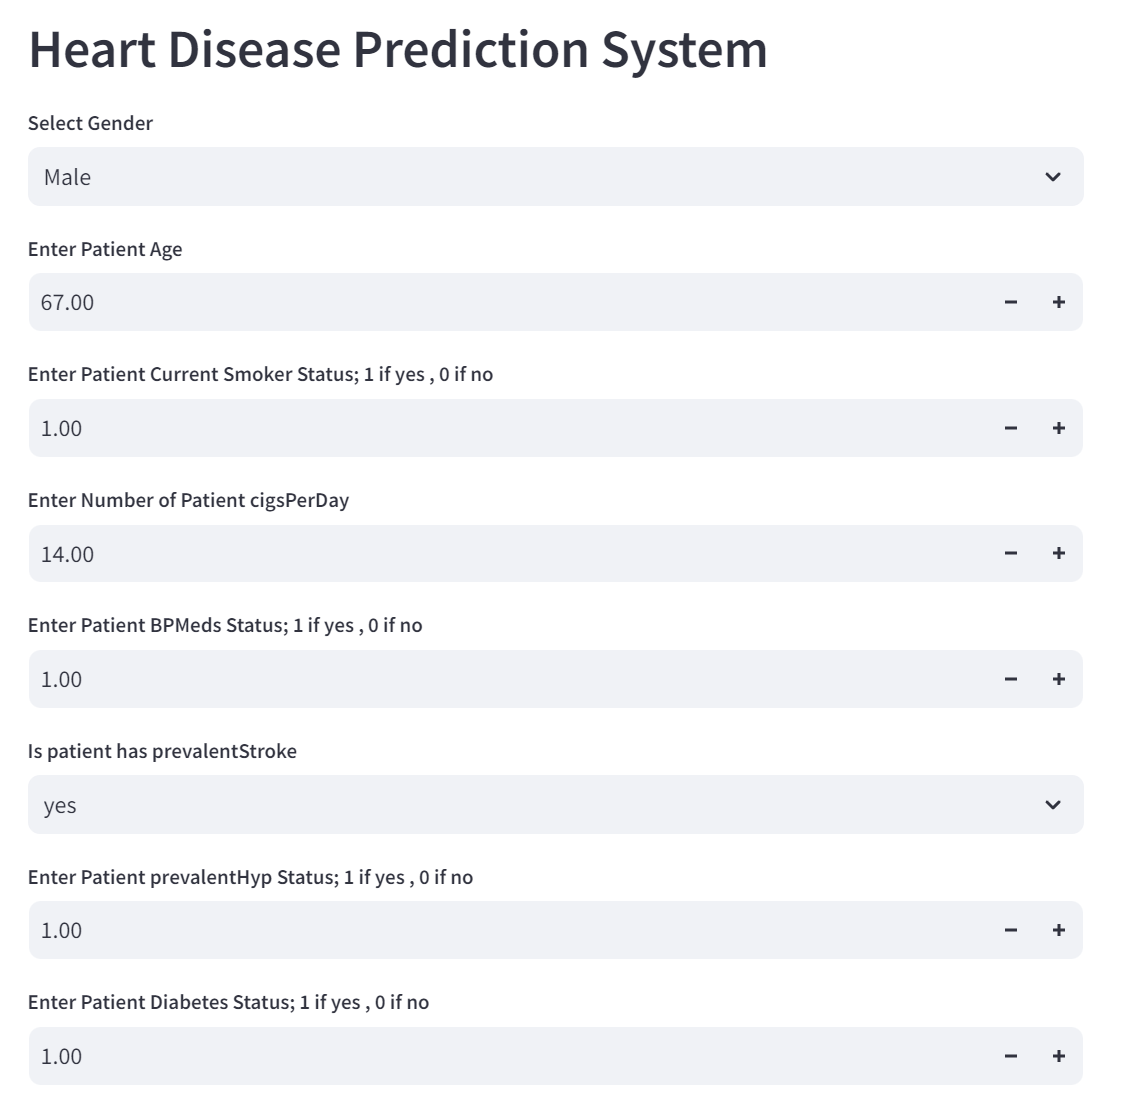 Heart Disease Prediction System
Select Gender
Male
Enter Patient Age
67.00
Enter Patient Current Smoker Status; 1 if yes , 0 if no
1.00
Enter Number of Patient cigsPerDay
14.00
Enter Patient BPMeds Status; 1 if yes , 0 if no
1.00
Is patient has prevalentStroke
yes
Enter Patient prevalentHyp Status; 1 if yes , 0 if no
1.00
Enter Patient Diabetes Status; 1 if yes , 0 if no
1.00